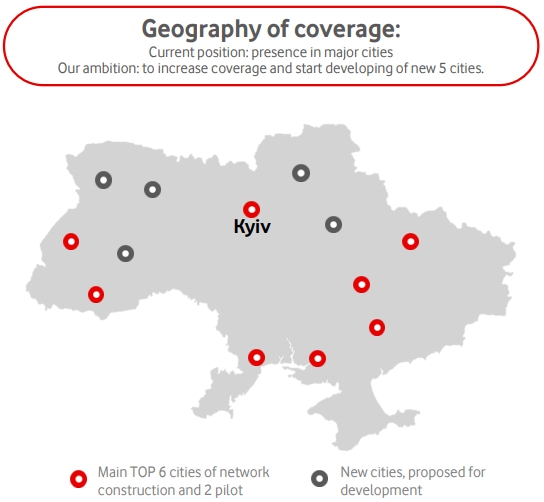 Geography of coverage:
Current position: presence in major cities
Our ambition: to increase coverage and start developing of new 5 cities.
Kyiv
Main TOP 6 cities of network
construction and 2 pilot
New cities, proposed for
development